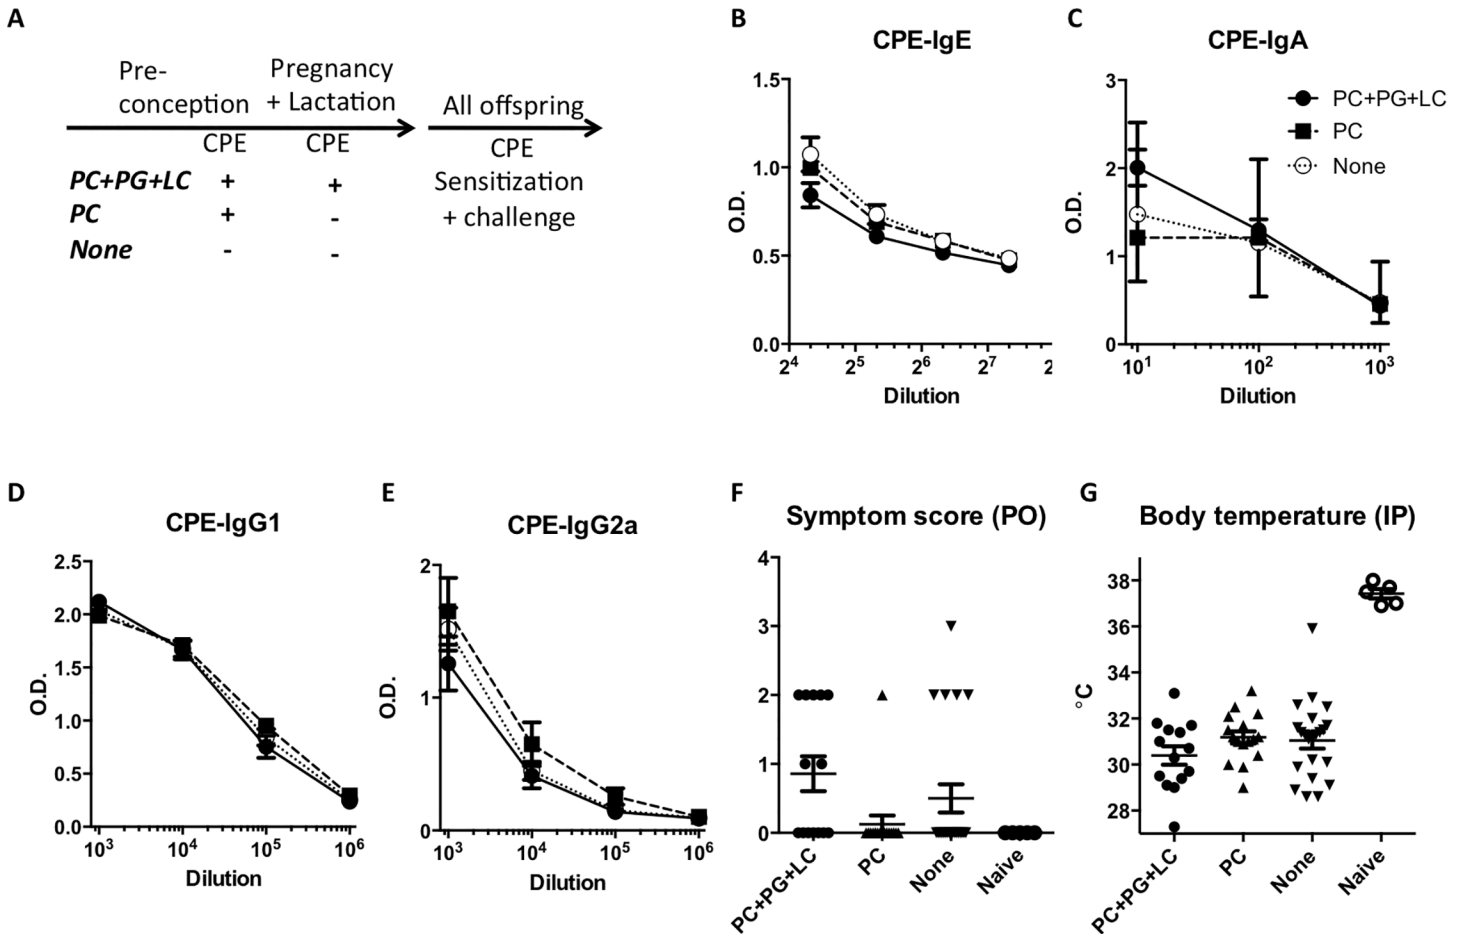 A
Pre-
conception
Pregnancy
+ Lactation
All offspring
CPE
CPE
CPE
Sensitization
+ challenge
PC+PG+LC + +
PC + -
None - -
B
CPE-IgE
O.D.
1.5
1.0
0.5
0.0
2⁴ 2⁵ 2⁶ 2⁷ 2
Dilution
C
CPE-IgA
O.D.
3
2
1
0
10¹ 10² 10³
Dilution
PC+PG+LC
PC
None
D
CPE-IgG1
O.D.
2.5
2.0
1.5
1.0
0.5
0.0
10³ 10⁴ 10⁵ 10⁶
Dilution
E
CPE-IgG2a
O.D.
2
1
0
10³ 10⁴ 10⁵ 10⁶
Dilution
F
Symptom score (PO)
4
3
2
1
0
PC+PG+LC
PC
None
Naive
G
Body temperature (IP)
°C
38
36
34
32
30
28
PC+PG+LC
PC
None
Naive